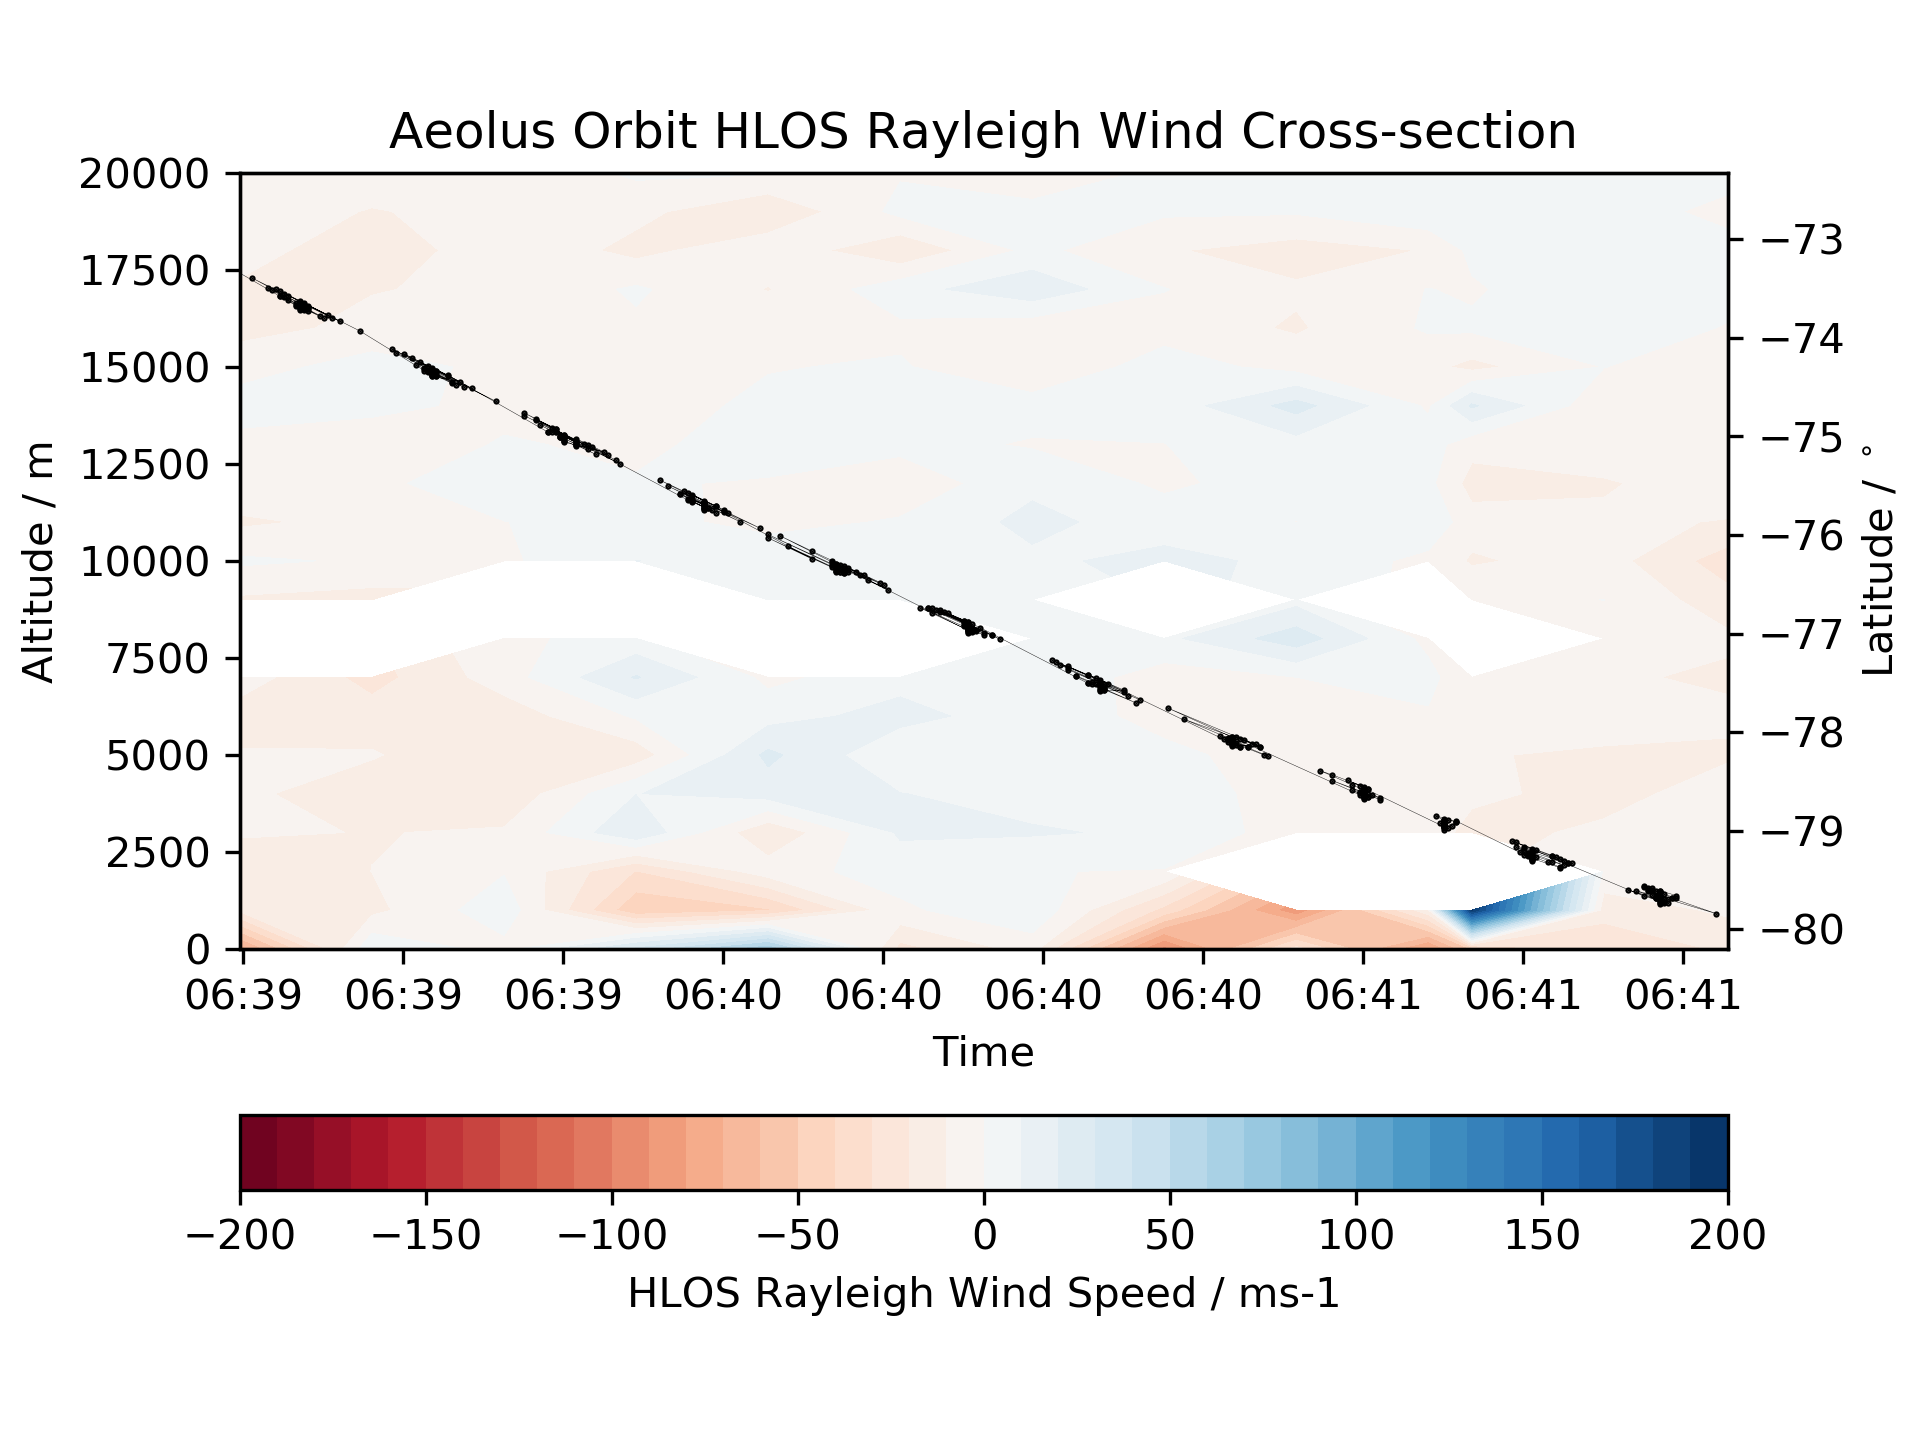 Aeolus Orbit HLOS Rayleigh Wind Cross-section
20000
17500
15000
12500
10000
7500
5000
2500
0
Altitude / m
−73
−74
−75
−76
−77
−78
−79
−80
Latitude / °
06:39 06:39 06:39 06:40 06:40 06:40 06:40 06:41 06:41 06:41
Time
−200 −150 −100 −50 0 50 100 150 200
HLOS Rayleigh Wind Speed / ms-1